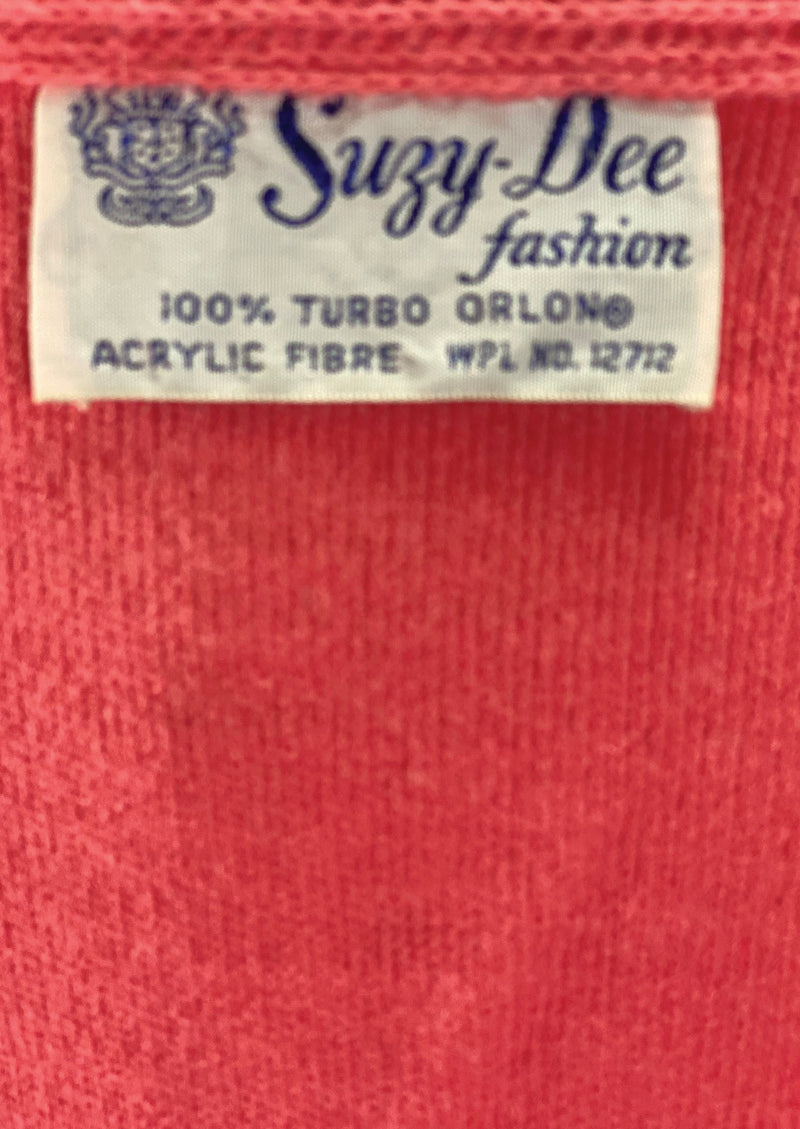 Suzy-Dee
fashion
100% TURBO ORLON®
ACRYLIC FIBRE WPL NO. 12712